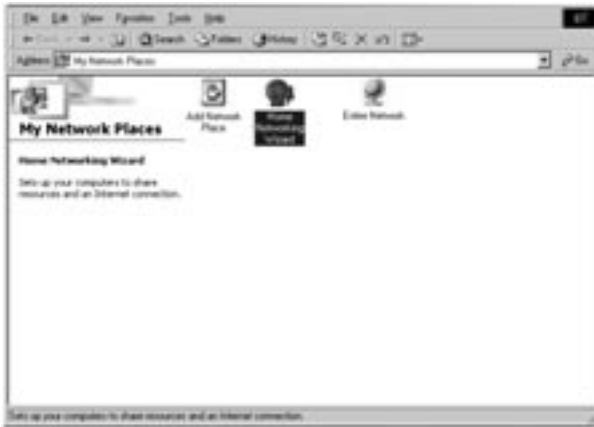 File Edit View Favorites Tools Help
Back Search Folders History
Address My Network Places Go
My Network Places
Home Networking Wizard
Sets up your computers to share
resources and an Internet connection.
Add Network
Place
Home
Networking
Wizard
Entire Network
Sets up your computers to share resources and an Internet connection.